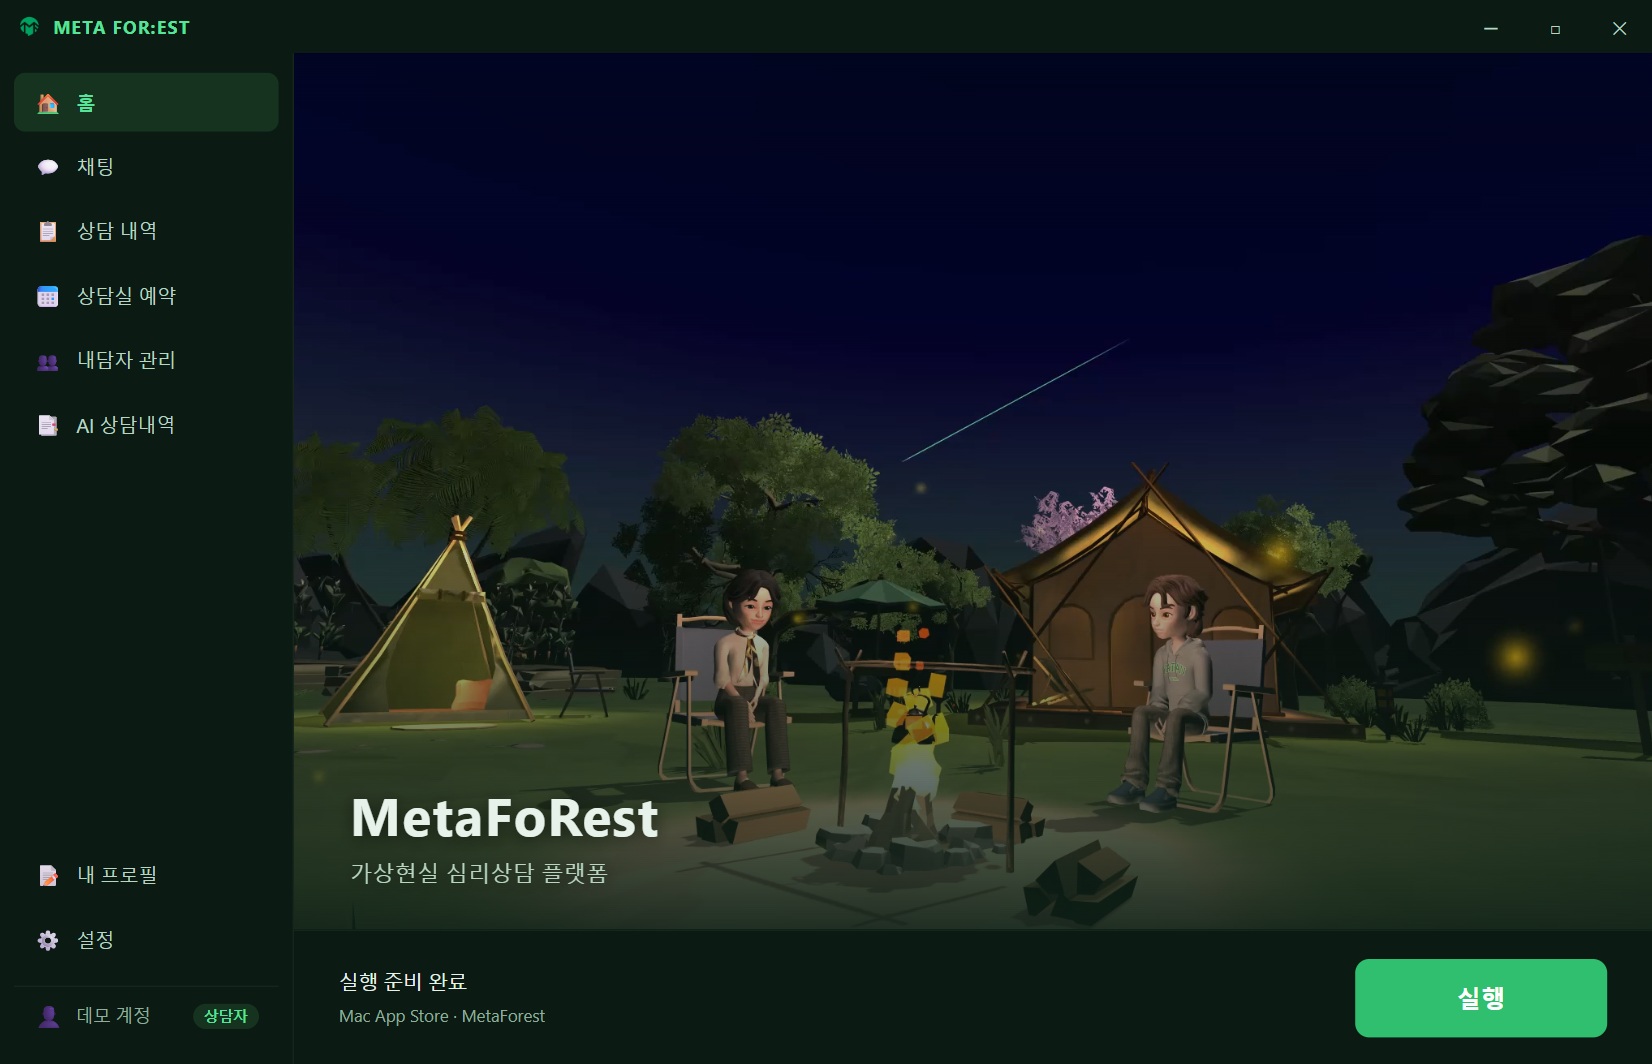 META FOR:EST
홈
채팅
상담 내역
상담실 예약
내담자 관리
AI 상담내역
MetaFoRest
가상현실 심리상담 플랫폼
내 프로필
설정
데모 계정 상담자
실행 준비 완료
Mac App Store · MetaForest
실행